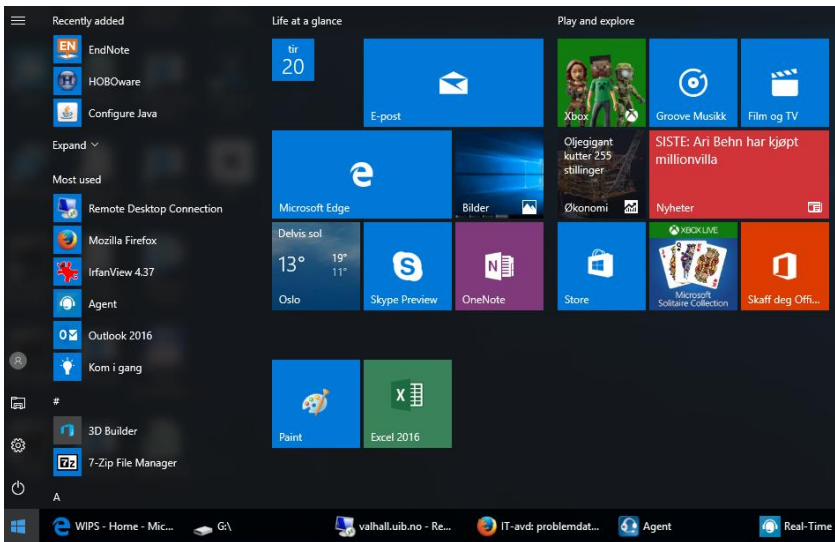 Recently added
EN
EndNote
HOBOware
Configure Java
Expand
Most used
Remote Desktop Connection
Mozilla Firefox
IrfanView 4.37
Agent
Outlook 2016
Kom i gang
#
3D Builder
7z
7-Zip File Manager
A
Life at a glance
tir
20
E-post
Microsoft Edge
Bilder
Delvis sol
13° 19°
11°
Oslo
Skype Preview
OneNote
Paint
Excel 2016
Play and explore
Xbox
Groove Musikk
Film og TV
Oljegigant
kutter 255
stillinger
Økonomi
SISTE: Ari Behn har kjøpt
millionvilla
Nyheter
Store
XBOX LIVE
Microsoft
Solitaire Collection
Skaff deg Offi...
WIPS - Home - Mic...
G:\
valhall.uib.no - Re...
IT-avd: problemdat...
Agent
Real-Time